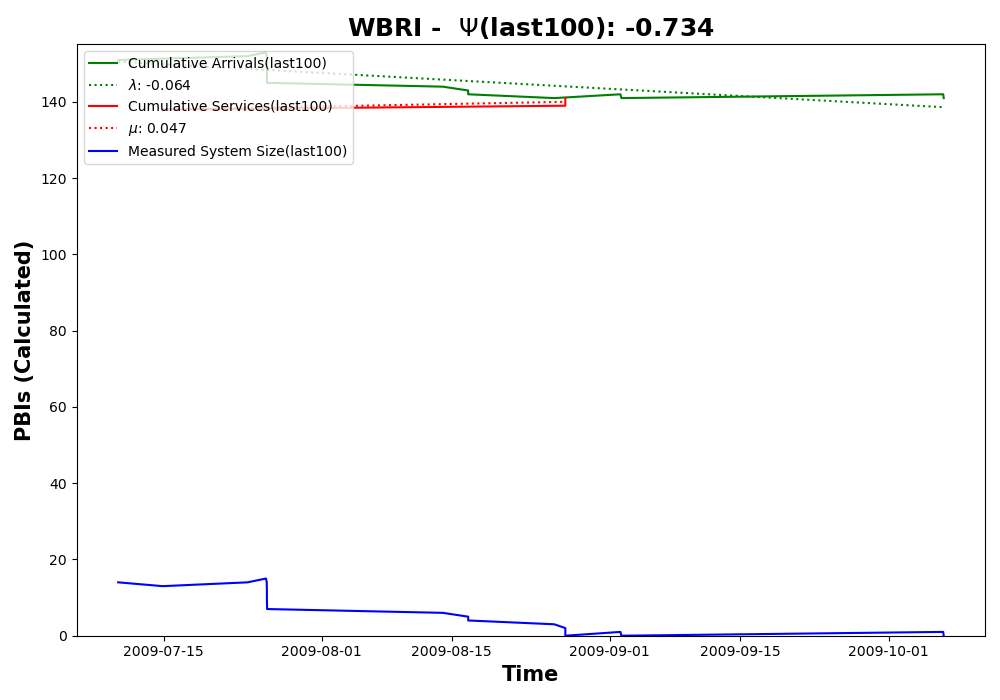 WBRI - Ψ(last100): -0.734
Cumulative Arrivals(last100)
λ: -0.064
Cumulative Services(last100)
μ: 0.047
Measured System Size(last100)
PBIs (Calculated)
140
120
100
80
60
40
20
0
2009-07-15
2009-08-01
2009-08-15
2009-09-01
2009-09-15
2009-10-01
Time